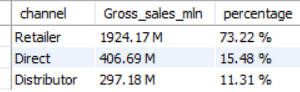 channel Gross_sales_mln percentage
Retailer 1924.17 M 73.22 %
Direct 406.69 M 15.48 %
Distributor 297.18 M 11.31 %